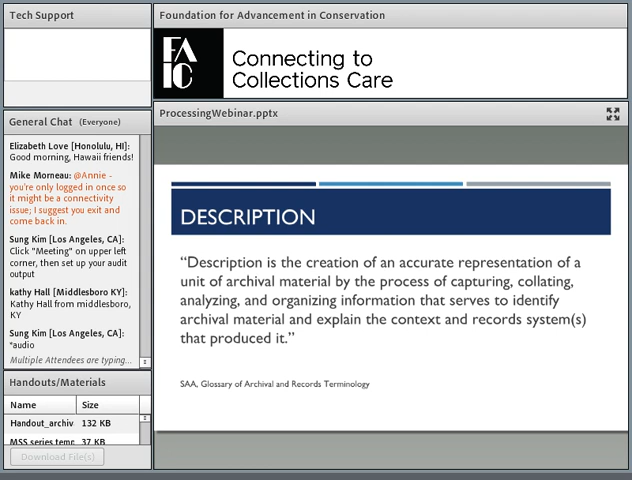 Tech Support
Foundation for Advancement in Conservation
FAIC
Connecting to
Collections Care
General Chat (Everyone)
Elizabeth Love [Honolulu, HI]:
Good morning, Hawaii friends!
Mike Morneau: @Annie -
you're only logged in once so
it might be a connectivity
issue; I suggest you exit and
come back in.
Sung Kim [Los Angeles, CA]:
Click "Meeting" on upper left
corner, then set up your audit
output
kathy Hall [Middlesboro KY]:
Kathy Hall from middlesboro,
KY
Sung Kim [Los Angeles, CA]:
*audio
Multiple Attendees are typing...
Handouts/Materials
Name Size
Handout_archiv 132 KB
MSS series temp 37 KB
Download File(s)
ProcessingWebinar.pptx
DESCRIPTION
“Description is the creation of an accurate representation of a
unit of archival material by the process of capturing, collating,
analyzing, and organizing information that serves to identify
archival material and explain the context and records system(s)
that produced it.”
SAA, Glossary of Archival and Records Terminology